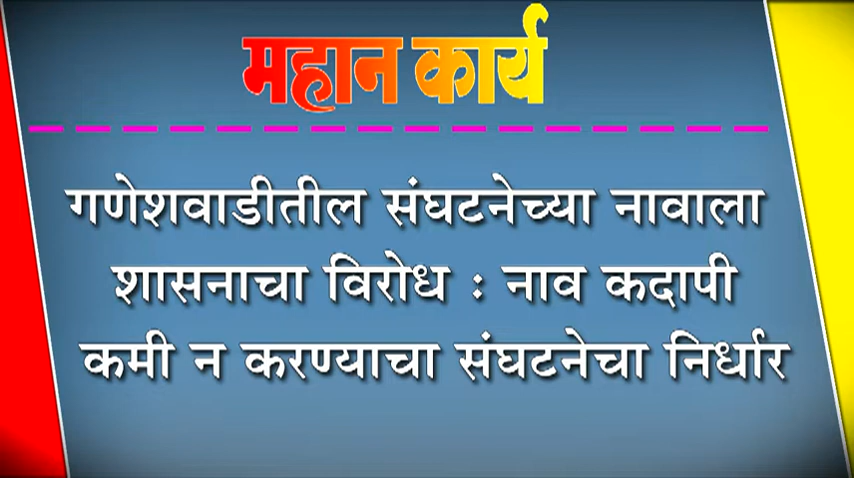 महान कार्य
गणेशवाडीतील संघटनेच्या नावाला
शासनाचा विरोध : नाव कदापी
कमी न करण्याचा संघटनेचा निर्धार